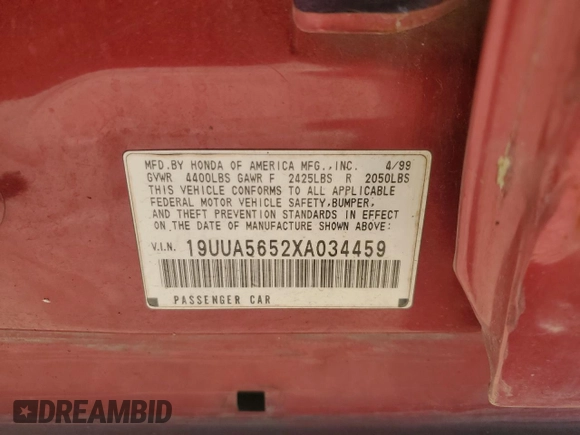 MFD.BY HONDA OF AMERICA MFG.,INC. 4/99
GVWR 4400LBS GAWR F 2425LBS R 2050LBS
THIS VEHICLE CONFORMS TO ALL APPLICABLE
FEDERAL MOTOR VEHICLE SAFETY,BUMPER,
AND THEFT PREVENTION STANDARDS IN EFFECT
ON THE DATE OF MANUFACTURE SHOWN ABOVE:
V.I.N. 19UUA5652XA034459
PASSENGER CAR
DREAMBID